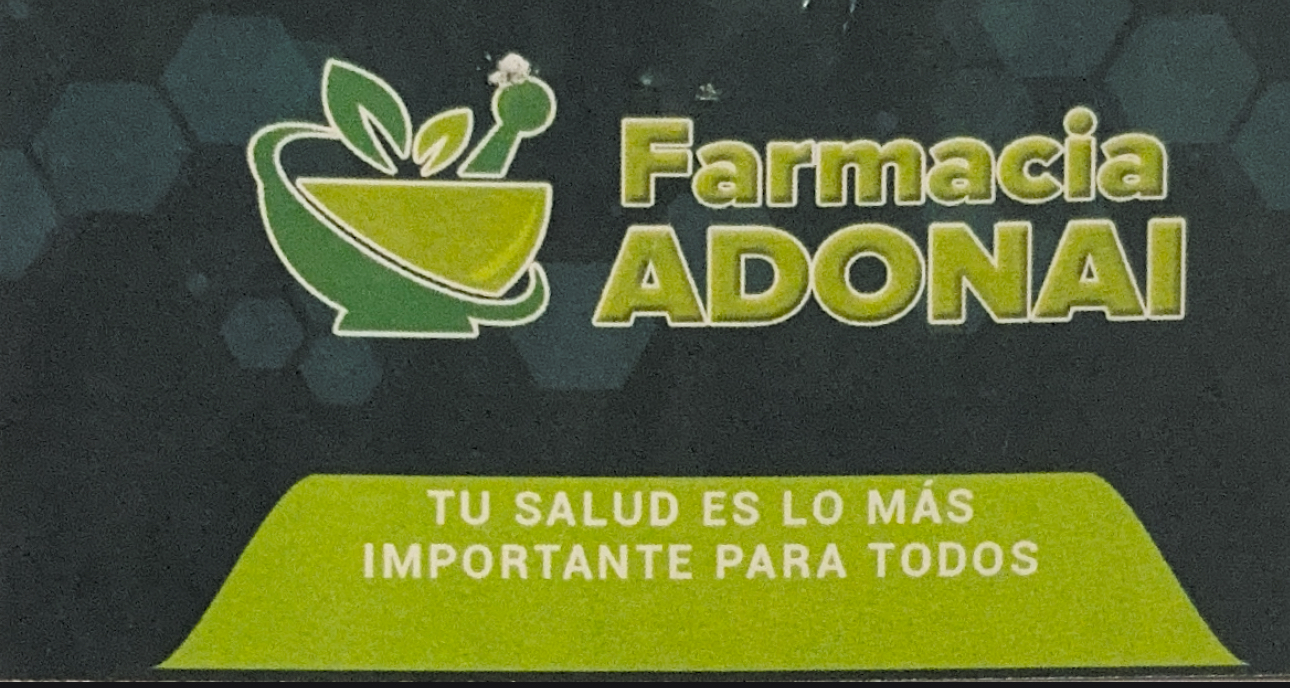 Farmacia
ADONAI
TU SALUD ES LO MÁS
IMPORTANTE PARA TODOS